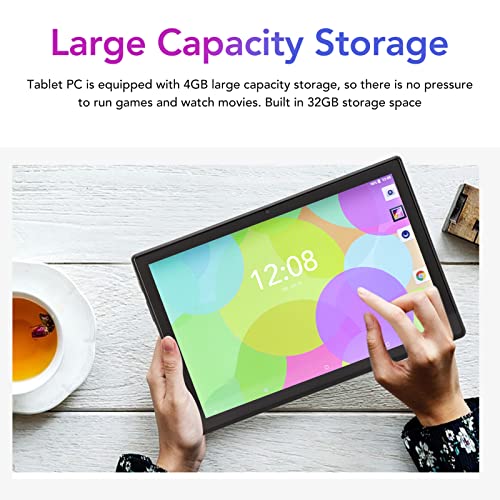 Large Capacity Storage
Tablet PC is equipped with 4GB large capacity storage, so there is no pressure
to run games and watch movies. Built in 32GB storage space
12:08